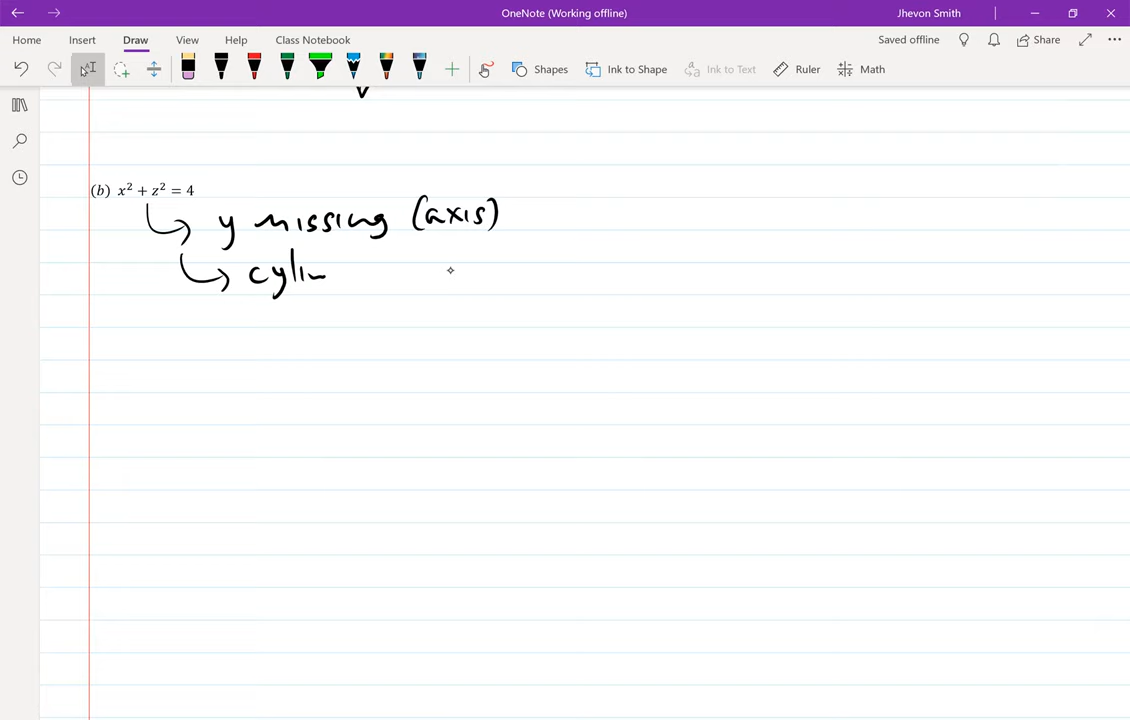 OneNote (Working offline)
Jhevon Smith
Home Insert Draw View Help Class Notebook
Saved offline
Share
Shapes
Ink to Shape
Ink to Text
Ruler
Math
(b) x² + z² = 4
y missing (axis)
cylin